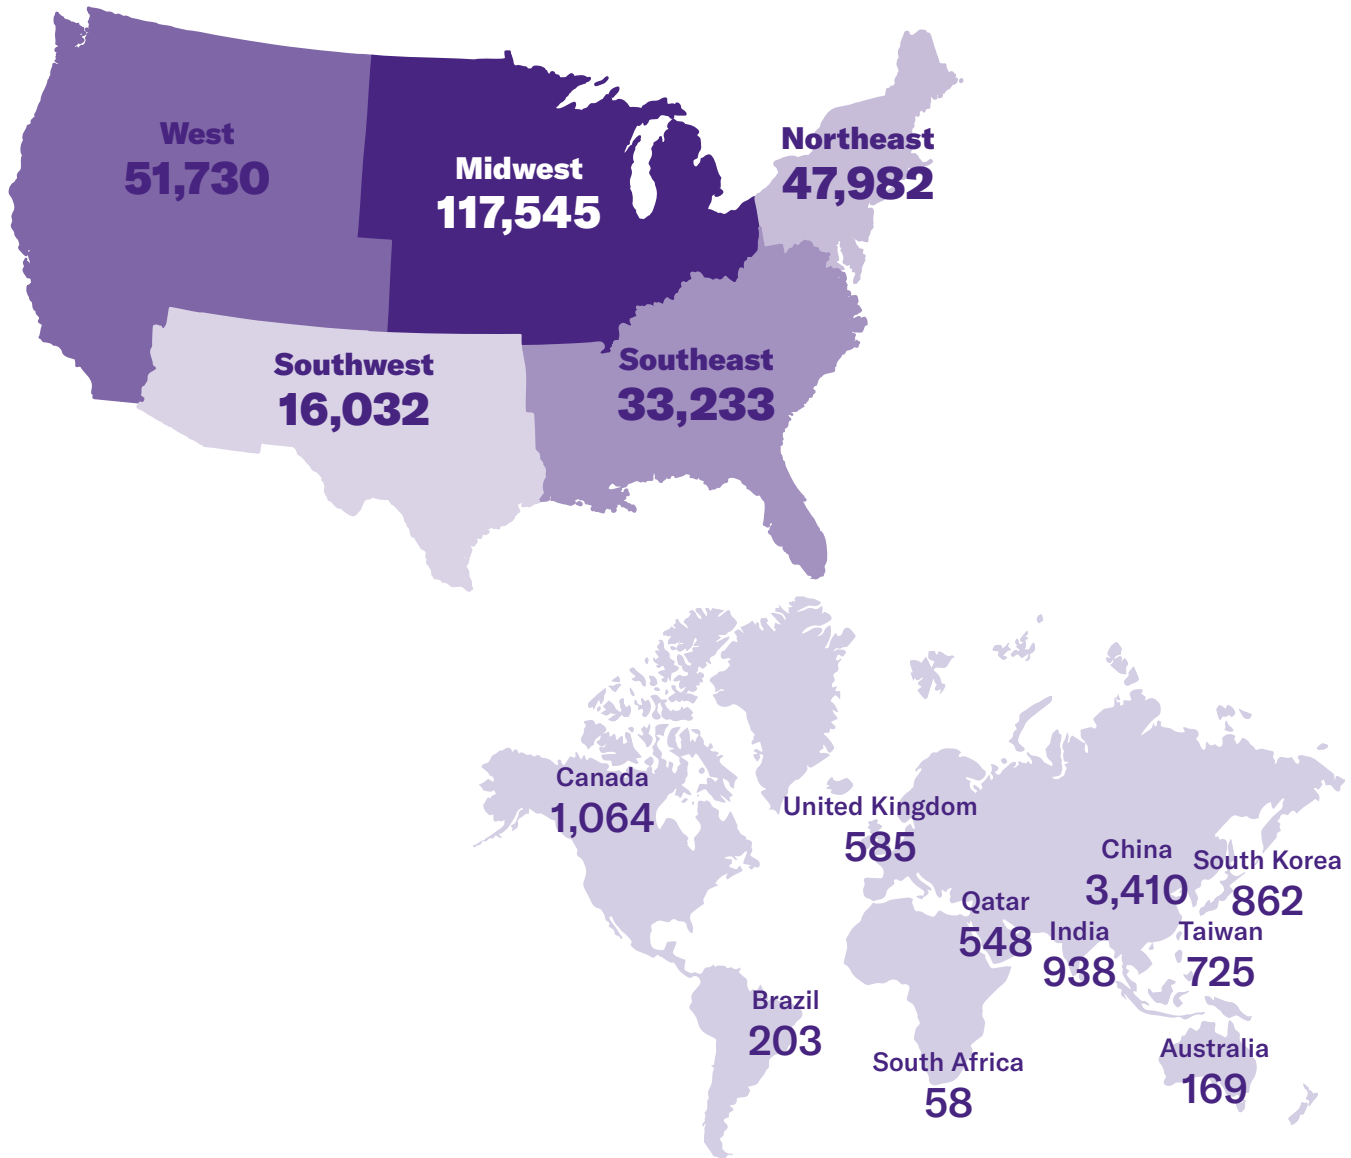 West
51,730
Midwest
117,545
Northeast
47,982
Southwest
16,032
Southeast
33,233
Canada
1,064
United Kingdom
585
China
3,410
South Korea
862
Qatar
548
India
938
Taiwan
725
Brazil
203
South Africa
58
Australia
169